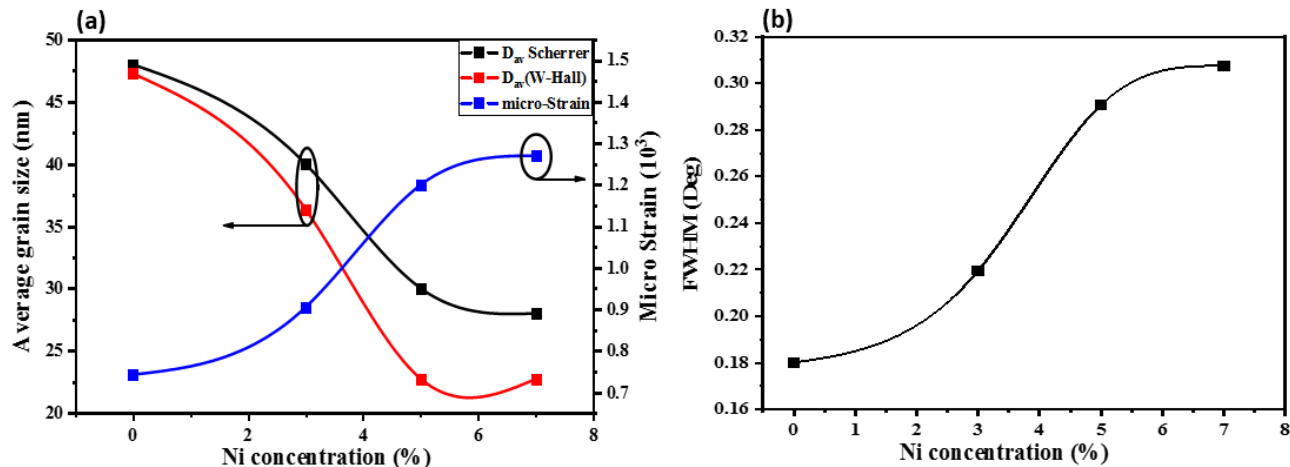 (a)
50
45
40
35
30
25
20
Average grain size (nm)
D_av Scherrer
D_av(W-Hall)
micro-Strain
1.5
1.4
1.3
1.2
1.1
1.0
0.9
0.8
0.7
Micro Strain (10³)
0 2 4 6 8
Ni concentration (%)
(b)
0.32
0.30
0.28
0.26
0.24
0.22
0.20
0.18
0.16
FWHM (Deg)
0 1 2 3 4 5 6 7 8
Ni concentration (%)